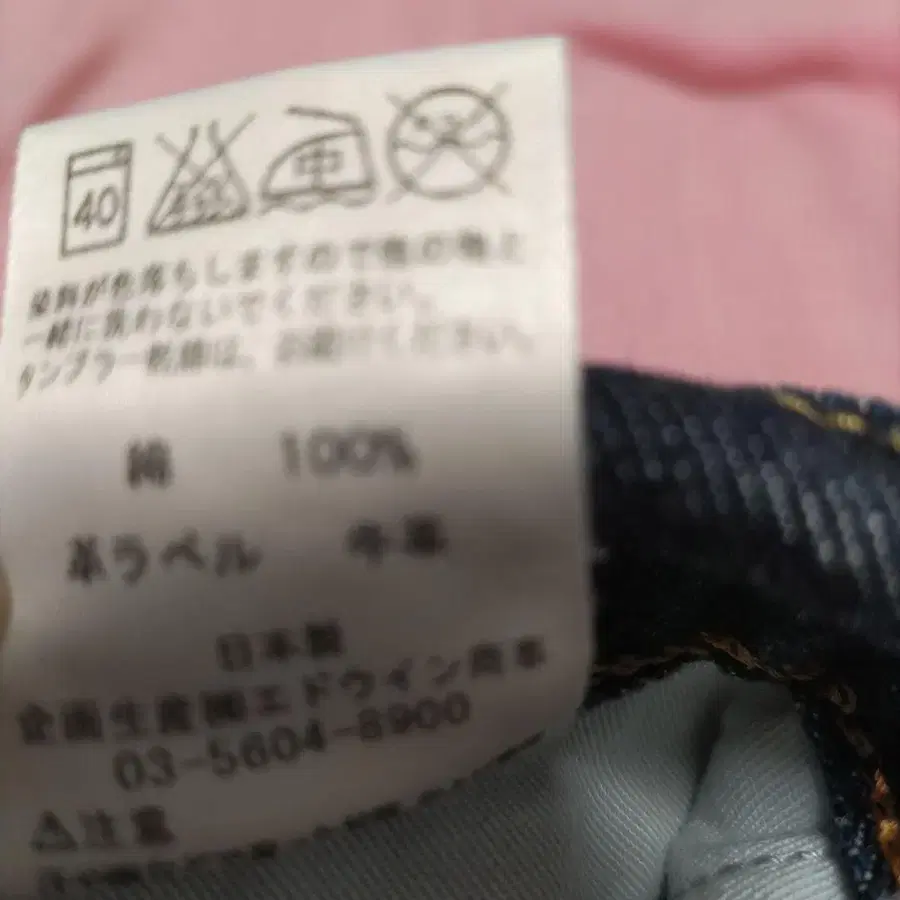 40 中
染料が色落ちしますので他の物と
一緒に洗わないでください。
タンブラー乾燥は、お避けください。
綿 100%
革ラベル 牛革
日本製
企画生産㈱エドウイン商事
03-5604-8900
⚠注意